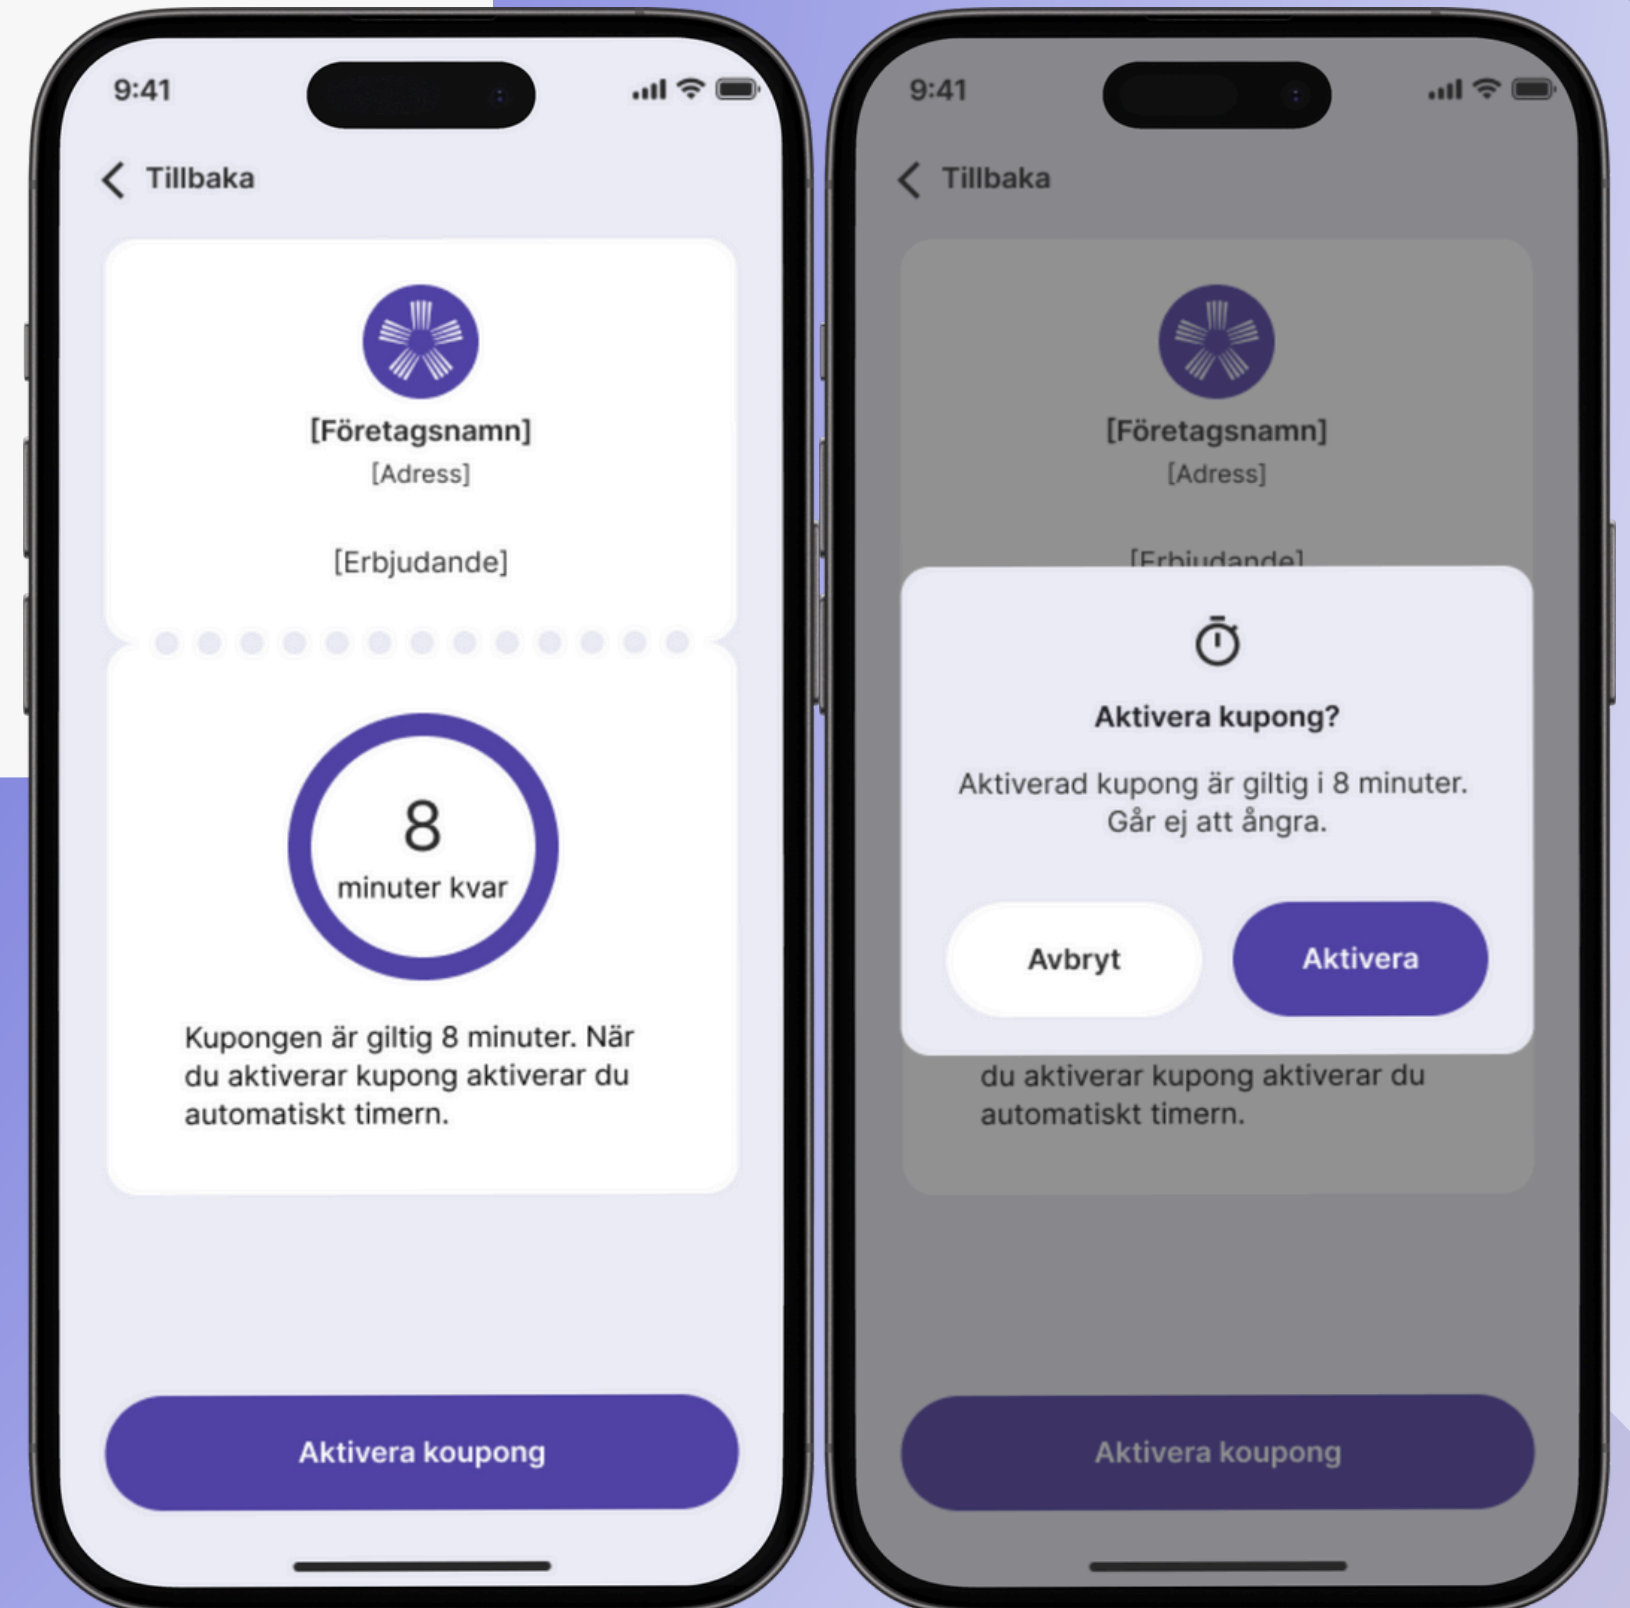 9:41
Tillbaka
[Företagsnamn]
[Adress]
[Erbjudande]
8
minuter kvar
Kupongen är giltig 8 minuter. När
du aktiverar kupong aktiverar du
automatiskt timern.
Aktivera koupong
9:41
Tillbaka
[Företagsnamn]
[Adress]
[Erbjudande]
Aktivera kupong?
Aktiverad kupong är giltig i 8 minuter.
Går ej att ångra.
Avbryt
Aktivera
du aktiverar kupong aktiverar du
automatiskt timern.
Aktivera koupong